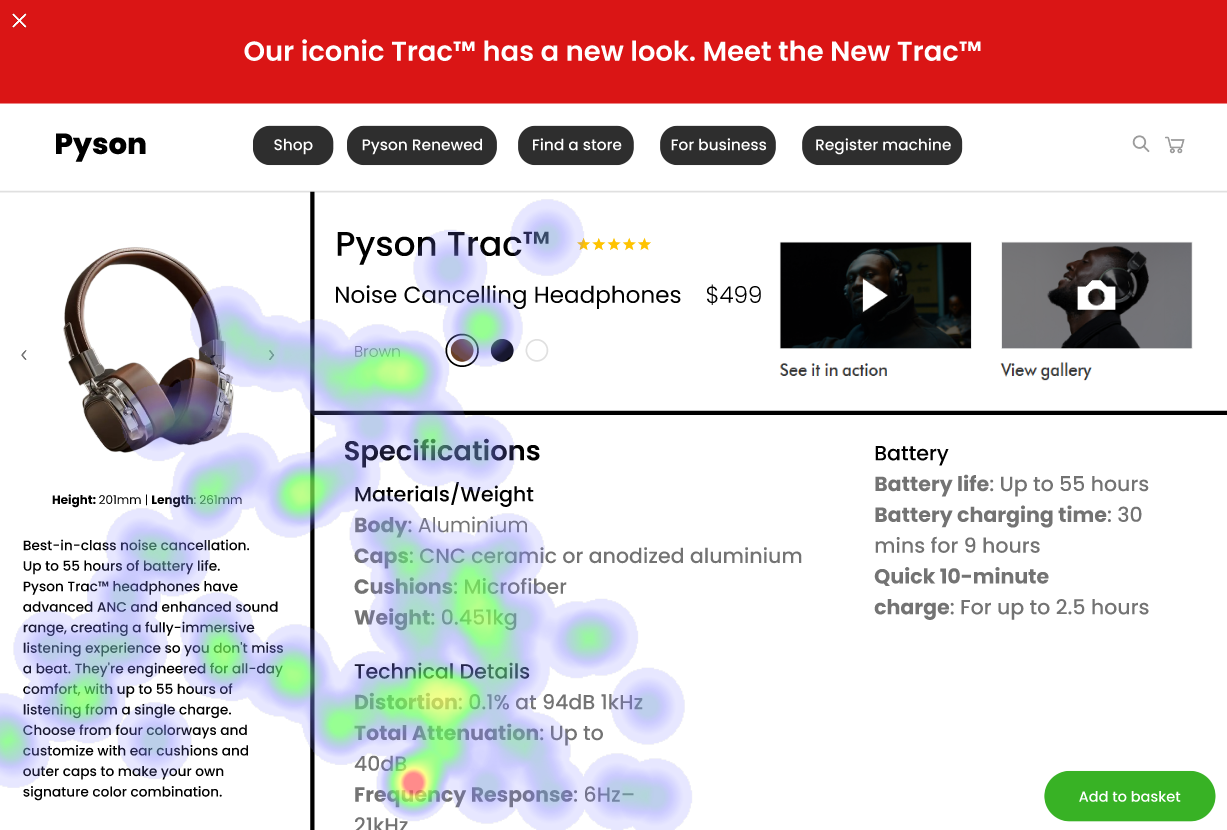 Our iconic Trac™ has a new look. Meet the New Trac™
Pyson
Shop
Pyson Renewed
Find a store
For business
Register machine
Height: 201mm | Length: 261mm
Best-in-class noise cancellation.
Up to 55 hours of battery life.
Pyson Trac™ headphones have
advanced ANC and enhanced sound
range, creating a fully-immersive
listening experience so you don't miss
a beat. They're engineered for all-day
comfort, with up to 55 hours of
listening from a single charge.
Choose from four colorways and
customize with ear cushions and
outer caps to make your own
signature color combination.
Pyson Trac™
Noise Cancelling Headphones $499
Brown
See it in action
View gallery
Specifications
Materials/Weight
Body: Aluminium
Caps: CNC ceramic or anodized aluminium
Cushions: Microfiber
Weight: 0.451kg
Technical Details
Distortion: 0.1% at 94dB 1kHz
Total Attenuation: Up to
40dB
Frequency Response: 6Hz–
21kHz
Battery
Battery life: Up to 55 hours
Battery charging time: 30
mins for 9 hours
Quick 10-minute
charge: For up to 2.5 hours
Add to basket